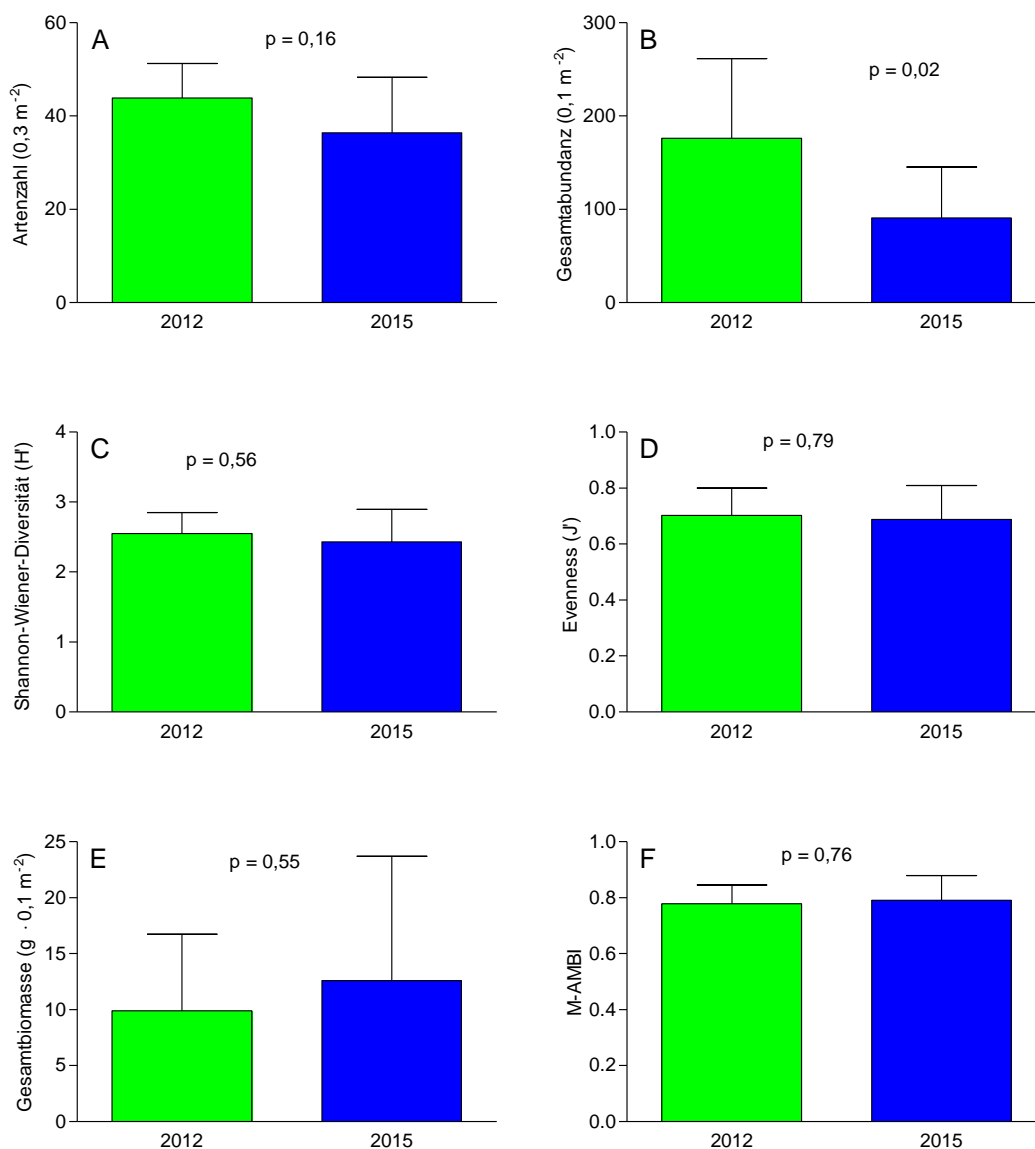 A
p = 0,16
Artenzahl (0,3 m-2)
60
40
20
0
2012
2015
B
p = 0,02
Gesamtabundanz (0,1 m-2)
300
200
100
0
2012
2015
C
p = 0,56
Shannon-Wiener-Diversität (H')
4
3
2
1
0
2012
2015
D
p = 0,79
Evenness (J')
1.0
0.8
0.6
0.4
0.2
0.0
2012
2015
E
p = 0,55
Gesamtbiomasse (g · 0,1 m-2)
25
20
15
10
5
0
2012
2015
F
p = 0,76
M-AMBI
1.0
0.8
0.6
0.4
0.2
0.0
2012
2015